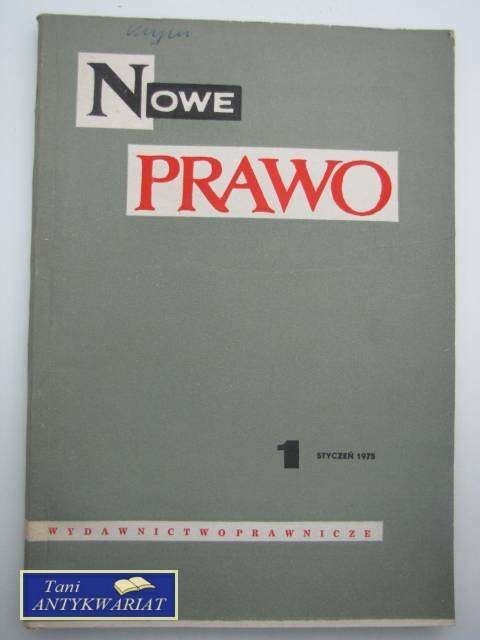 NOWE
PRAWO
1 STYCZEŃ 1975
WYDAWNICTWO PRAWNICZE
Tani
ANTYKWARIAT